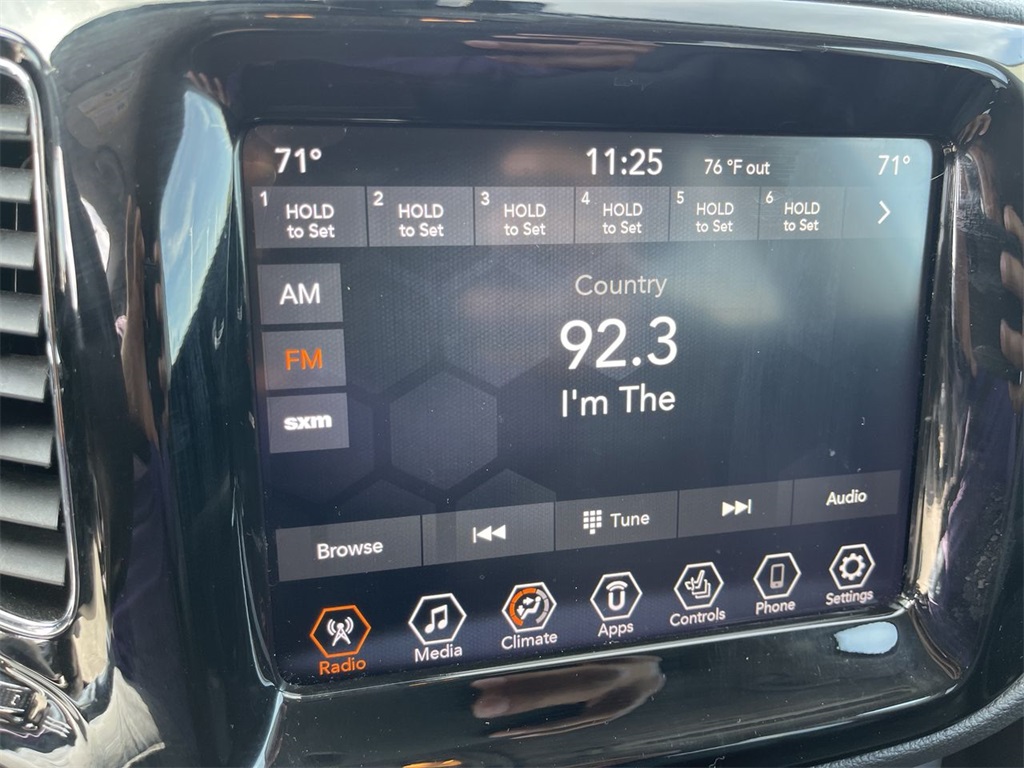 71° 11:25 76 °F out 71°
1 HOLD to Set
2 HOLD to Set
3 HOLD to Set
4 HOLD to Set
5 HOLD to Set
6 HOLD to Set
AM
Country
92.3
FM
I'm The
sxm
Browse Tune Audio
Radio Media Climate Apps Controls Phone Settings